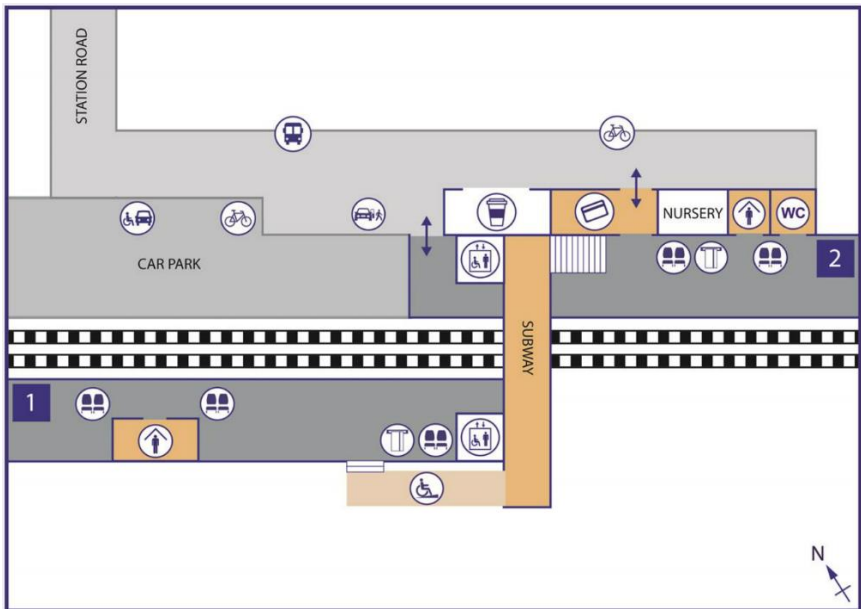 STATION ROAD
NURSERY
WC
CAR PARK
2
SUBWAY
1
N